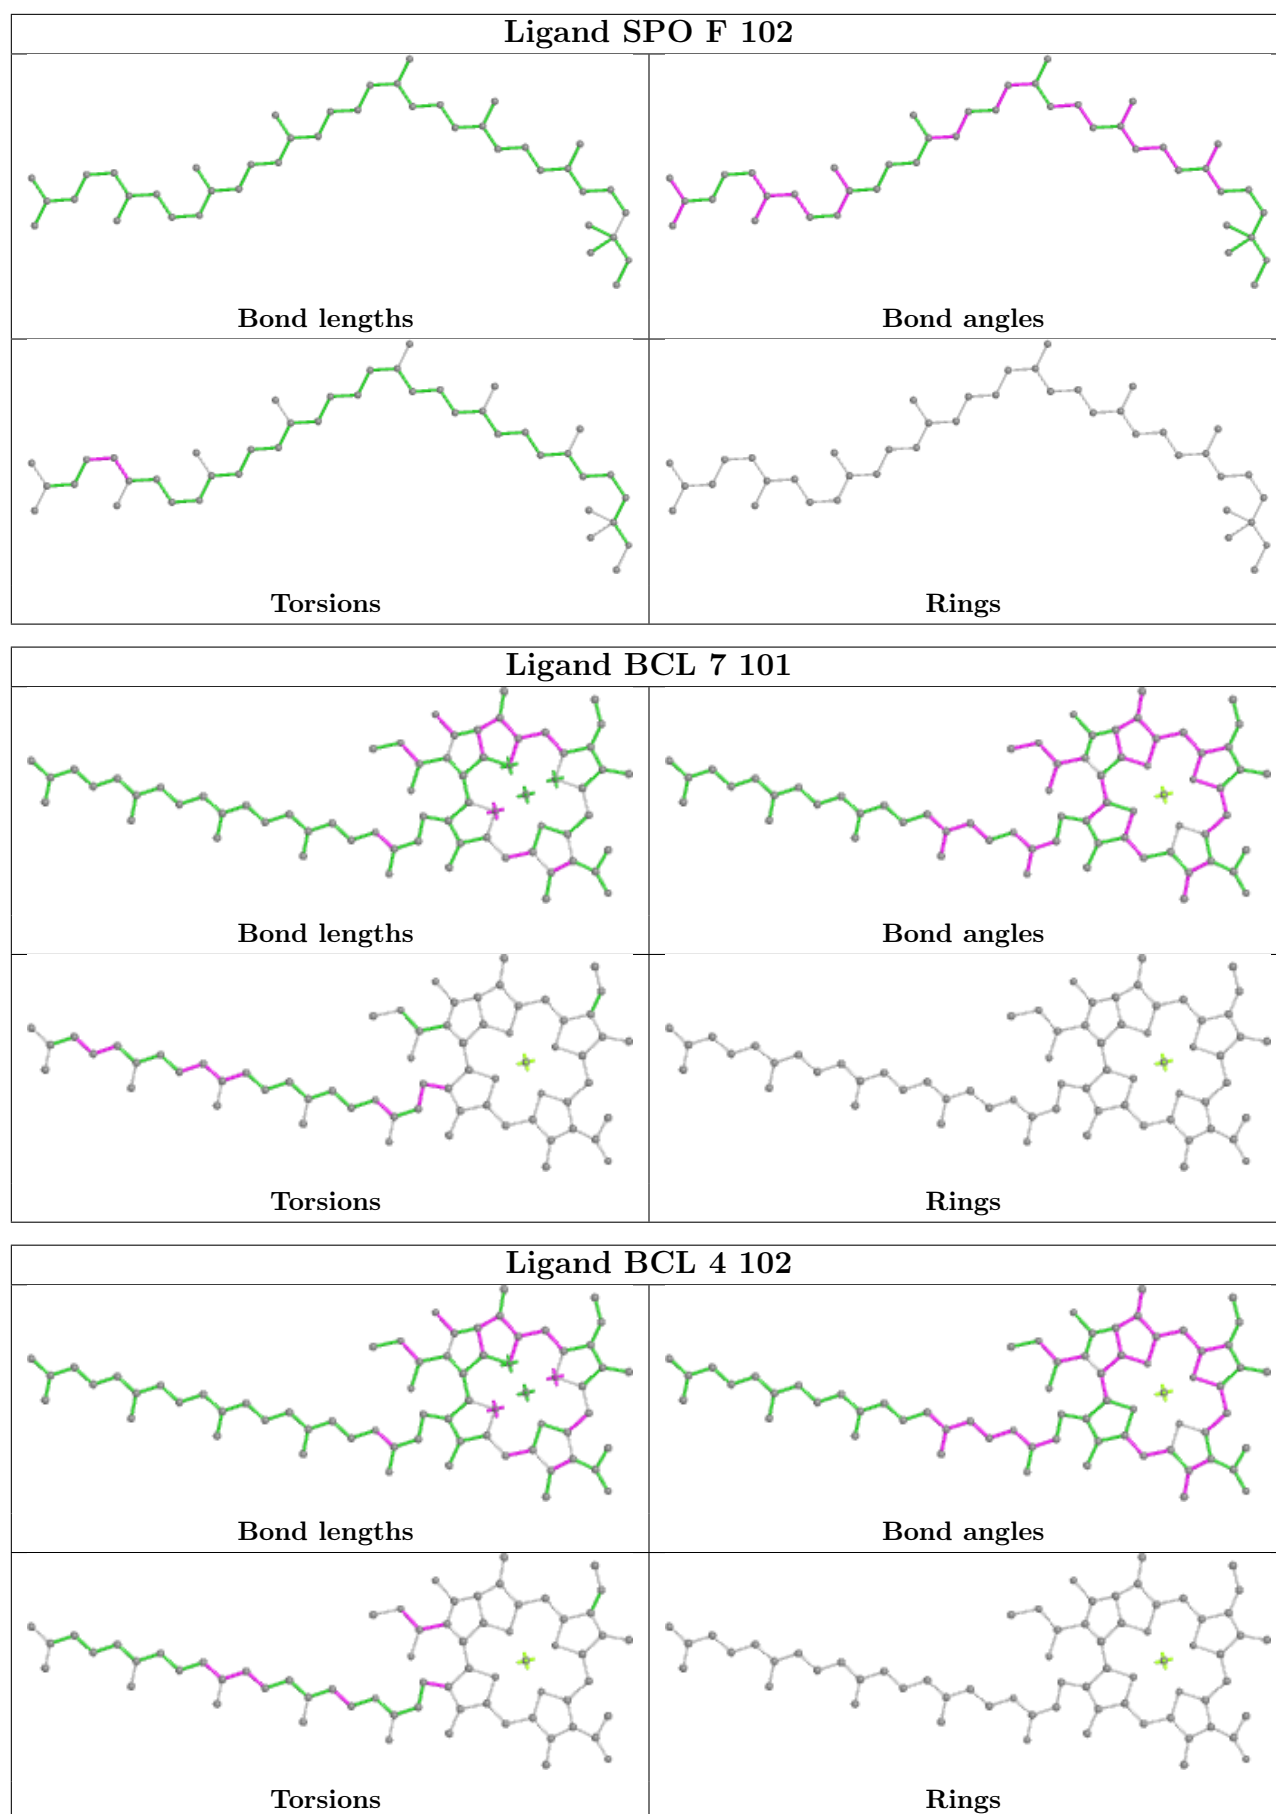 Ligand SPO F 102
Bond lengths
Bond angles
Torsions
Rings
Ligand BCL 7 101
Bond lengths
Bond angles
Torsions
Rings
Ligand BCL 4 102
Bond lengths
Bond angles
Torsions
Rings